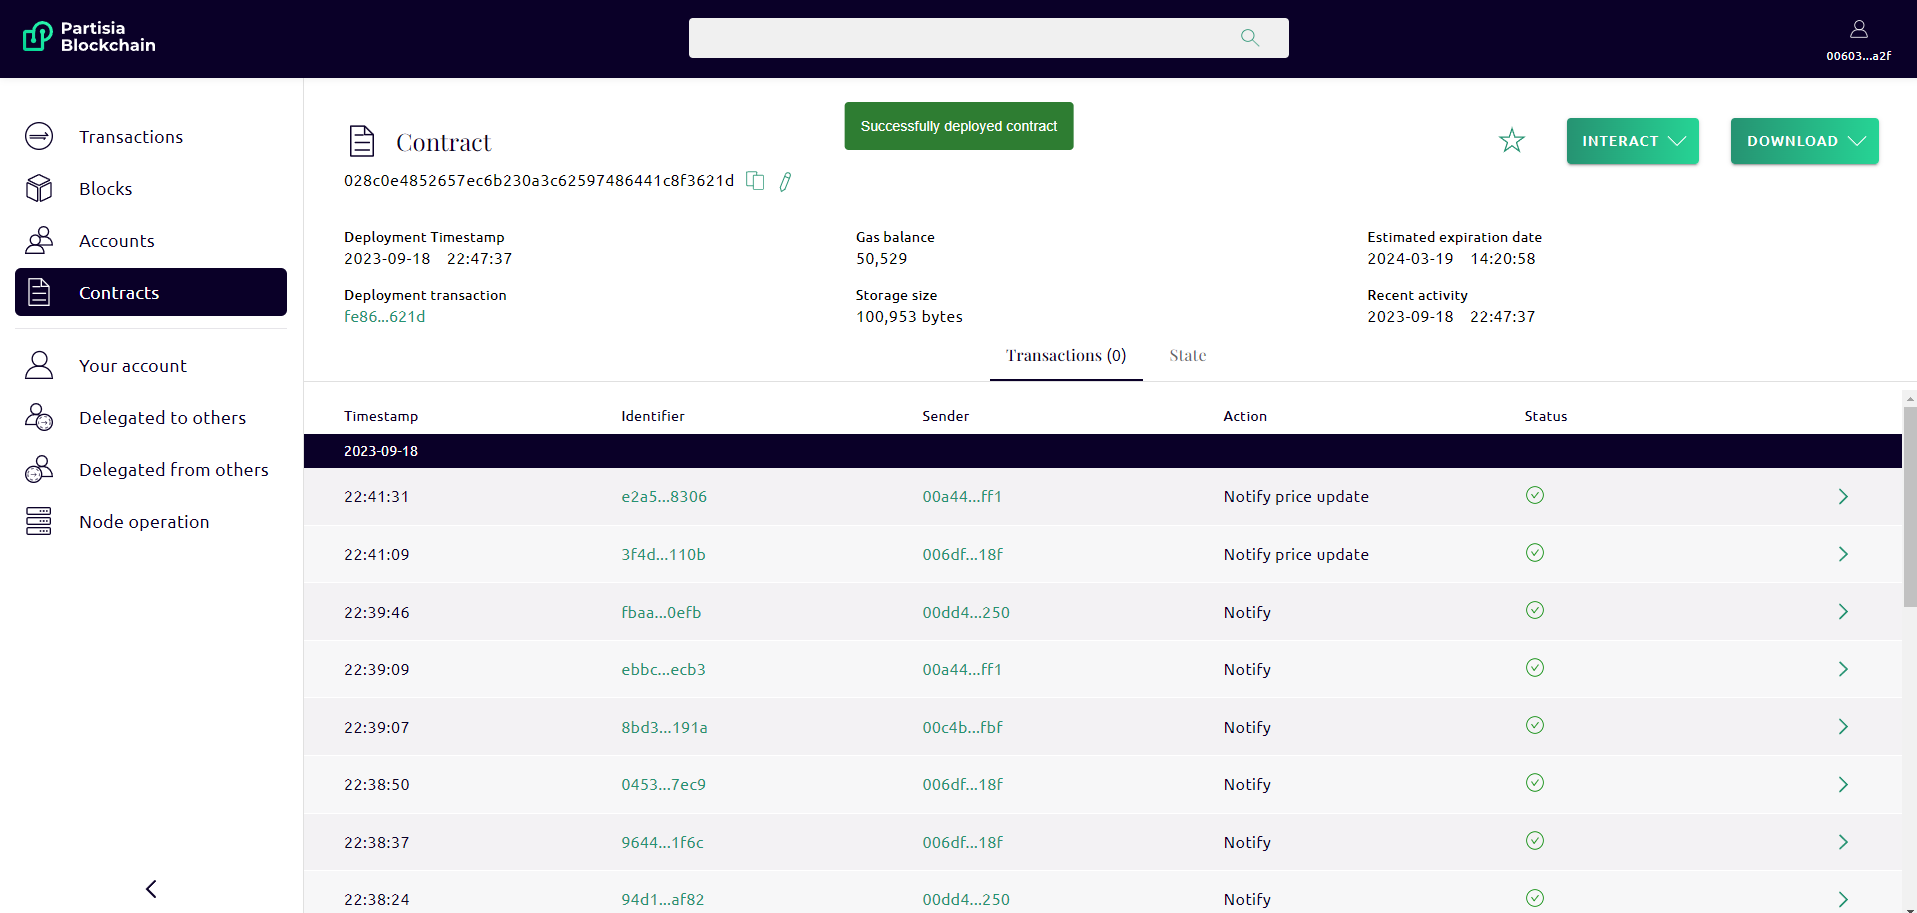 Partisia
Blockchain
00603...a2f
Transactions
Blocks
Accounts
Contracts
Your account
Delegated to others
Delegated from others
Node operation
Contract
Successfully deployed contract
INTERACT
DOWNLOAD
028c0e4852657ec6b230a3c62597486441c8f3621d
Deployment Timestamp
2023-09-18 22:47:37
Gas balance
50,529
Estimated expiration date
2024-03-19 14:20:58
Deployment transaction
fe86...621d
Storage size
100,953 bytes
Recent activity
2023-09-18 22:47:37
Transactions (0) State
Timestamp Identifier Sender Action Status
2023-09-18
22:41:31 e2a5...8306 00a44...ff1 Notify price update
22:41:09 3f4d...110b 006df...18f Notify price update
22:39:46 fbaa...0efb 00dd4...250 Notify
22:39:09 ebbc...ecb3 00a44...ff1 Notify
22:39:07 8bd3...191a 00c4b...fbf Notify
22:38:50 0453...7ec9 006df...18f Notify
22:38:37 9644...1f6c 006df...18f Notify
22:38:24 94d1...af82 00dd4...250 Notify